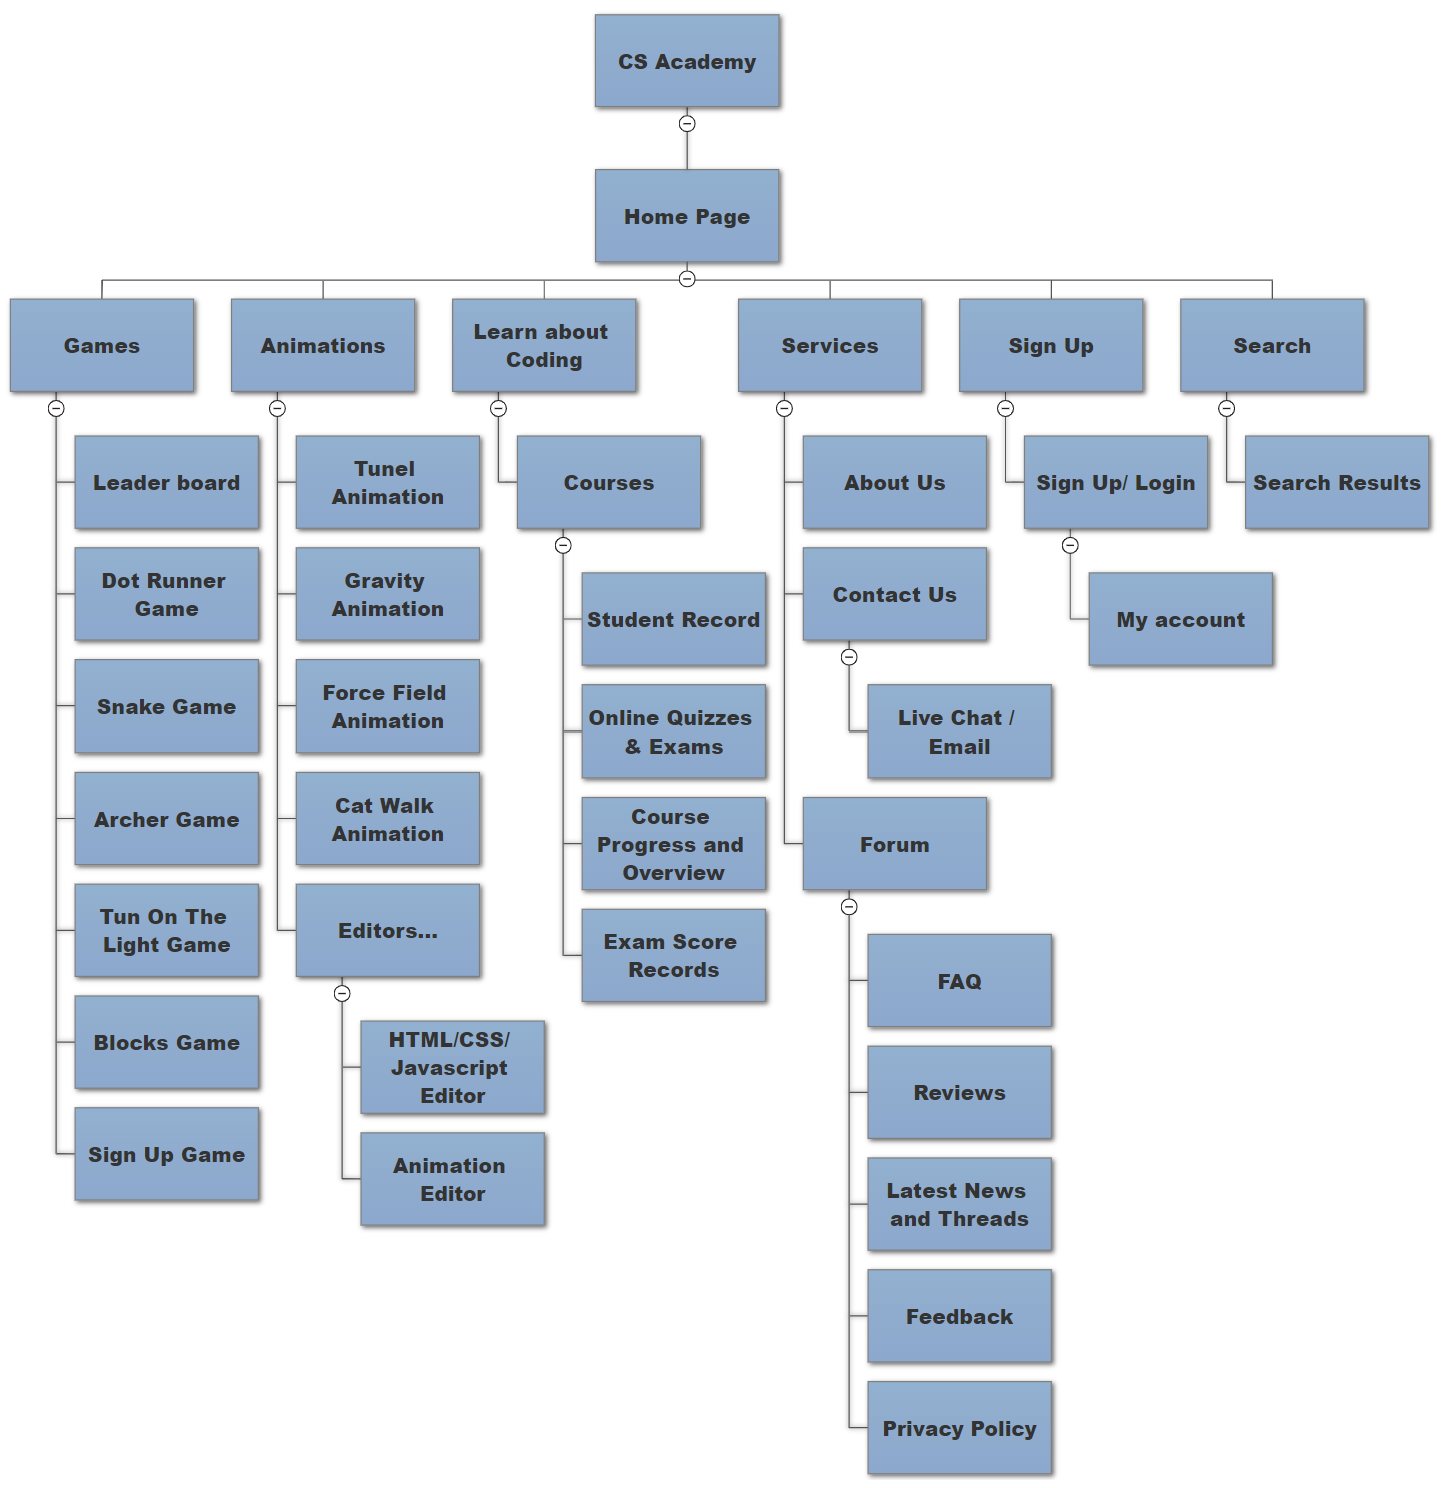 CS Academy
Home Page
Games
Animations
Learn about
Coding
Services
Sign Up
Search
Leader board
Dot Runner
Game
Snake Game
Archer Game
Tun On The
Light Game
Blocks Game
Sign Up Game
Tunel
Animation
Gravity
Animation
Force Field
Animation
Cat Walk
Animation
Editors...
HTML/CSS/
Javascript
Editor
Animation
Editor
Courses
Student Record
Online Quizzes
& Exams
Course
Progress and
Overview
Exam Score
Records
About Us
Contact Us
Live Chat /
Email
Forum
FAQ
Reviews
Latest News
and Threads
Feedback
Privacy Policy
Sign Up/ Login
My account
Search Results